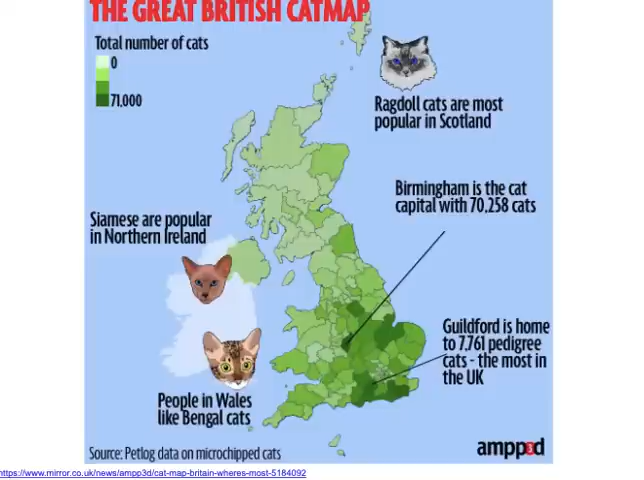 THE GREAT BRITISH CATMAP
Total number of cats
0
71,000
Ragdoll cats are most
popular in Scotland
Birmingham is the cat
capital with 70,258 cats
Siamese are popular
in Northern Ireland
Guildford is home
to 7,761 pedigree
cats - the most in
the UK
People in Wales
like Bengal cats
Source: Petlog data on microchipped cats
ampp3d
https://www.mirror.co.uk/news/ampp3d/cat-map-britain-wheres-most-5184092